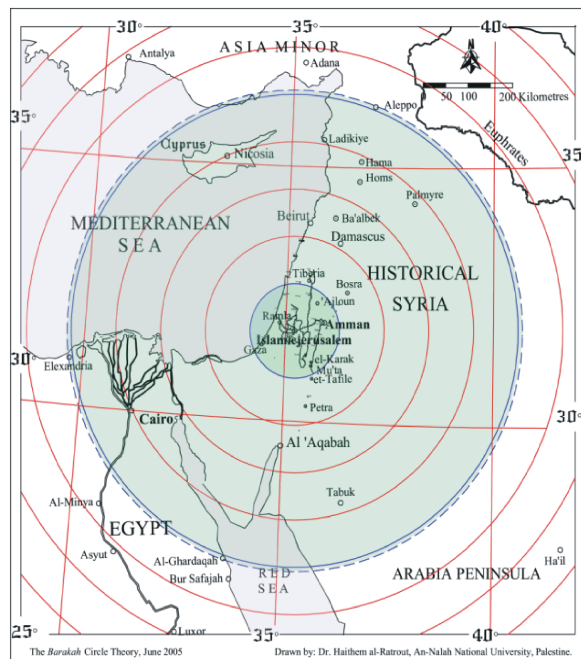 30°
35°
40°
Antalya
ASIA MINOR
Adana
0 50 100 200 Kilometres
35°
Aleppo
Euphrates
Ladikiye
Cyprus
Nicosia
Hama
Homs
35°
Palmyre
MEDITERRANEAN
SEA
Beirut
Ba'albek
Damascus
HISTORICAL
SYRIA
Tiberia
Bosra
'Ajloun
Ramla
Amman
Islamicjerusalem
Gaza
30°
Elexandria
el-Karak
Mu'ta
et-Tafile
Petra
Cairo
30°
Al 'Aqabah
Tabuk
Al-Minya
EGYPT
Asyut
Al-Ghardaqah
Bur Safajah
RED
SEA
ARABIA PENINSULA
Ha'il
Luxor
25°
35°
40°
25°
The Barakah Circle Theory, June 2005
Drawn by: Dr. Haithem al-Ratrout, An-Nalah National University, Palestine.